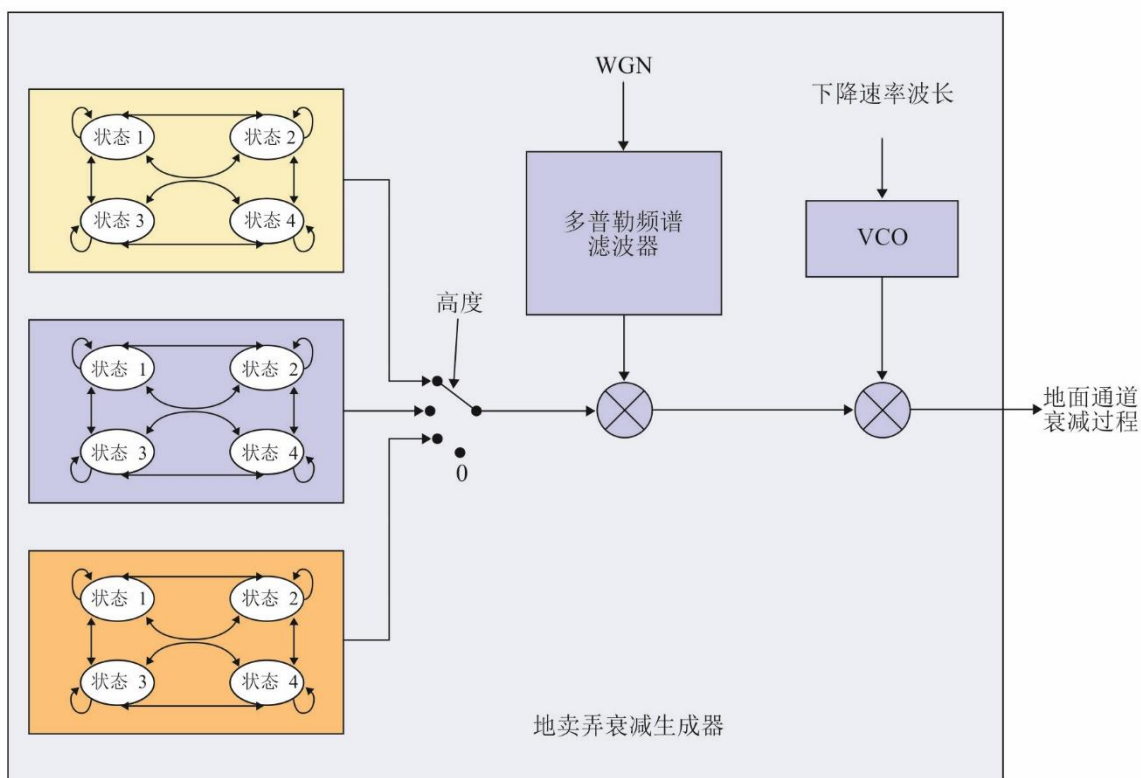 WGN
下降速率波长
状态 1
状态 2
状态 3
状态 4
多普勒频谱
滤波器
VCO
高度
状态 1
状态 2
状态 3
状态 4
0
地面通道
衰减过程
状态 1
状态 2
状态 3
状态 4
地卖弄衰减生成器